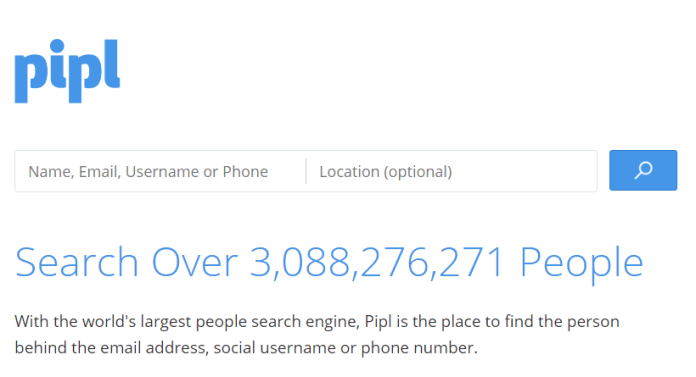 pipl
Name, Email, Username or Phone Location (optional)
Search Over 3,088,276,271 People
With the world's largest people search engine, Pipl is the place to find the person
behind the email address, social username or phone number.